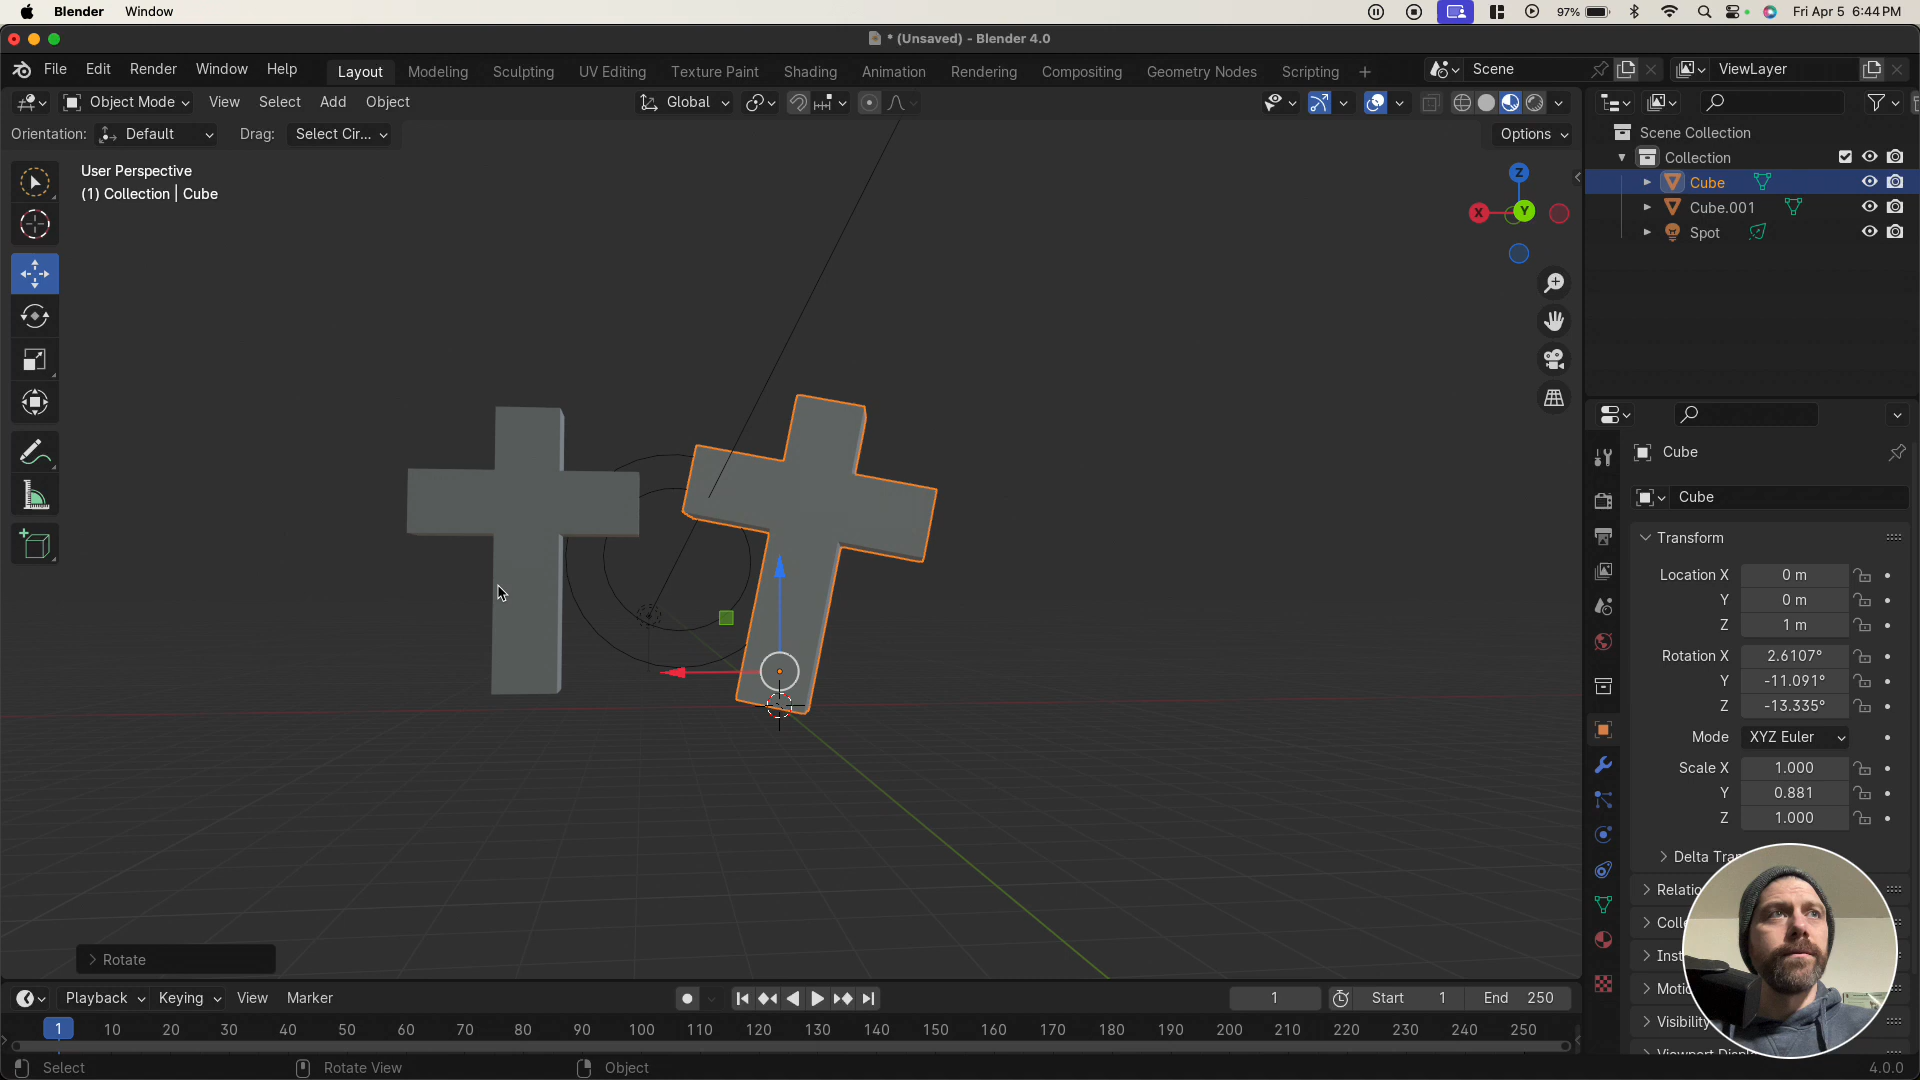 Blender Window 97% Fri Apr 5 6:44 PM
* (Unsaved) - Blender 4.0
File Edit Render Window Help Layout Modeling Sculpting UV Editing Texture Paint Shading Animation Rendering Compositing Geometry Nodes Scripting + Scene ViewLayer
Object Mode View Select Add Object Global
Orientation: Default Drag: Select Cir... Options
User Perspective
(1) Collection | Cube
Z
X
Y
Scene Collection
Collection
Cube
Cube.001
Spot
Cube
Cube
Transform
Location X 0 m
Y 0 m
Z 1 m
Rotation X 2.6107°
Y -11.091°
Z -13.335°
Mode XYZ Euler
Scale X 1.000
Y 0.881
Z 1.000
Delta Tra
Relatio
Colle
Inst
Motio
Visibility
Viewport Displ
Rotate
Playback Keying View Marker 1 Start 1 End 250
1 10 20 30 40 50 60 70 80 90 100 110 120 130 140 150 160 170 180 190 200 210 220 230 240 250
Select Rotate View Object 4.0.0